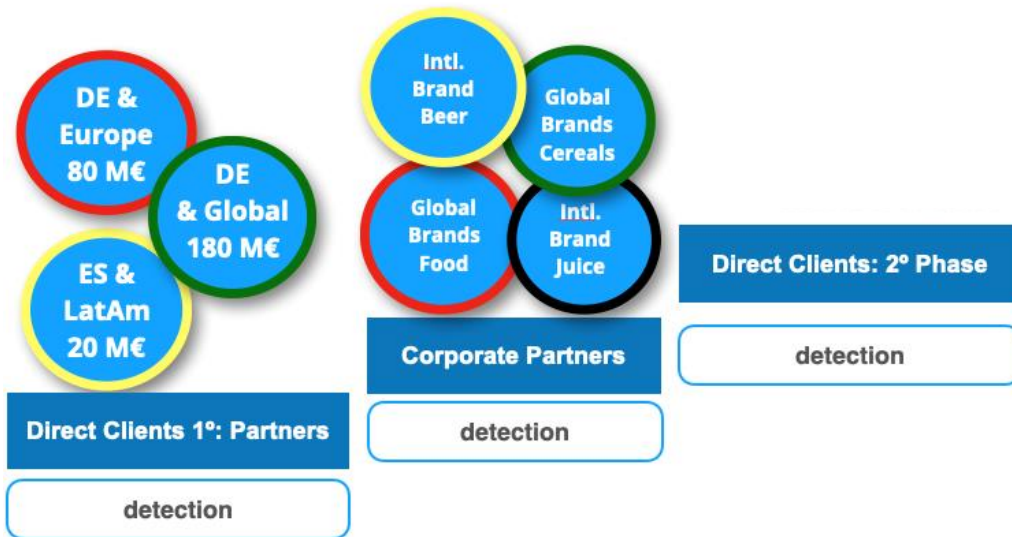 DE &
Europe
80 M€
DE
& Global
180 M€
ES &
LatAm
20 M€
Direct Clients 1º: Partners
detection
Intl.
Brand
Beer
Global
Brands
Cereals
Global
Brands
Food
Intl.
Brand
Juice
Corporate Partners
detection
Direct Clients: 2º Phase
detection